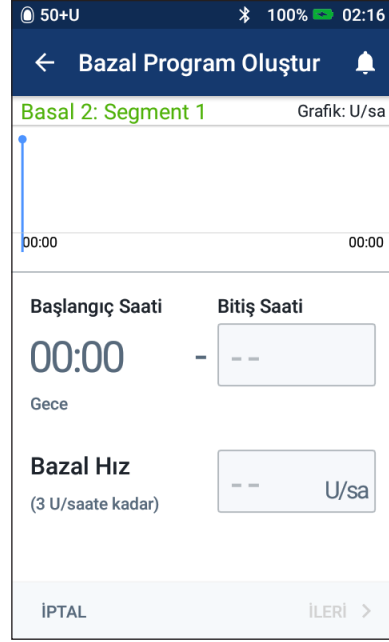 50+U 100% 02:16
Bazal Program Oluştur
Basal 2: Segment 1 Grafik: U/sa
00:00 00:00
Başlangıç Saati Bitiş Saati
00:00 - --
Gece
Bazal Hız -- U/sa
(3 U/saate kadar)
İPTAL İLERİ >